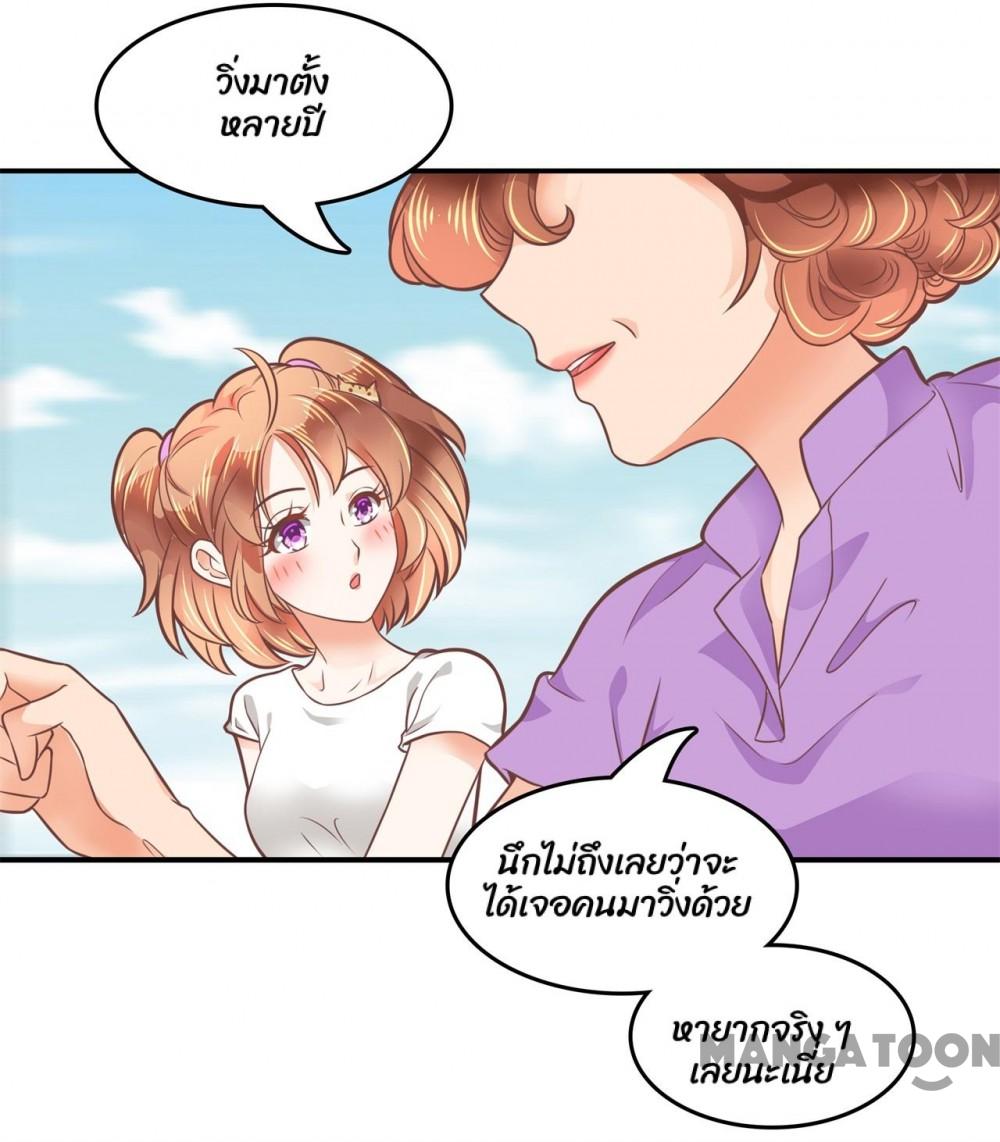 วิ่งมาตั้ง
หลายปี
นึกไม่ถึงเลยว่าจะ
ได้เจอคนมาวิ่งด้วย
หายากจริง ๆ
เลยนะเนี่ย
MANGATOON